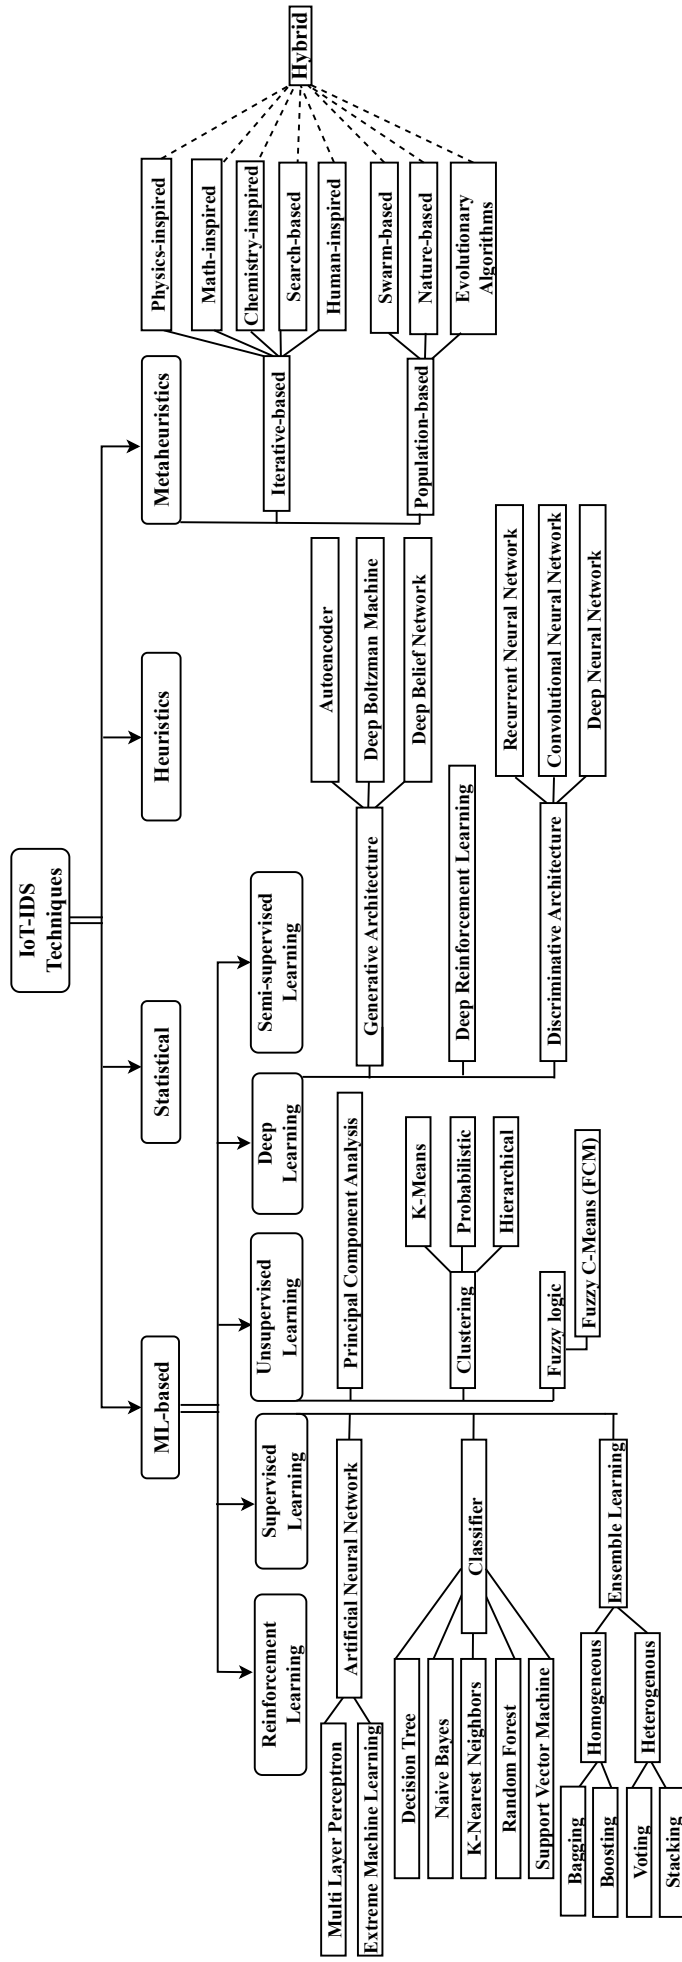 IoT-IDS
Techniques
ML-based
Statistical
Heuristics
Metaheuristics
Reinforcement
Learning
Supervised
Learning
Unsupervised
Learning
Deep
Learning
Semi-supervised
Learning
Artificial Neural Network
Multi Layer Perceptron
Extreme Machine Learning
Classifier
Decision Tree
Naive Bayes
K-Nearest Neighbors
Random Forest
Support Vector Machine
Ensemble Learning
Homogeneous
Bagging
Boosting
Heterogenous
Voting
Stacking
Principal Component Analysis
Clustering
K-Means
Probabilistic
Hierarchical
Fuzzy logic
Fuzzy C-Means (FCM)
Generative Architecture
Autoencoder
Deep Boltzman Machine
Deep Belief Network
Deep Reinforcement Learning
Discriminative Architecture
Recurrent Neural Network
Convolutional Neural Network
Deep Neural Network
Iterative-based
Physics-inspired
Math-inspired
Chemistry-inspired
Search-based
Human-inspired
Population-based
Swarm-based
Nature-based
Evolutionary
Algorithms
Hybrid